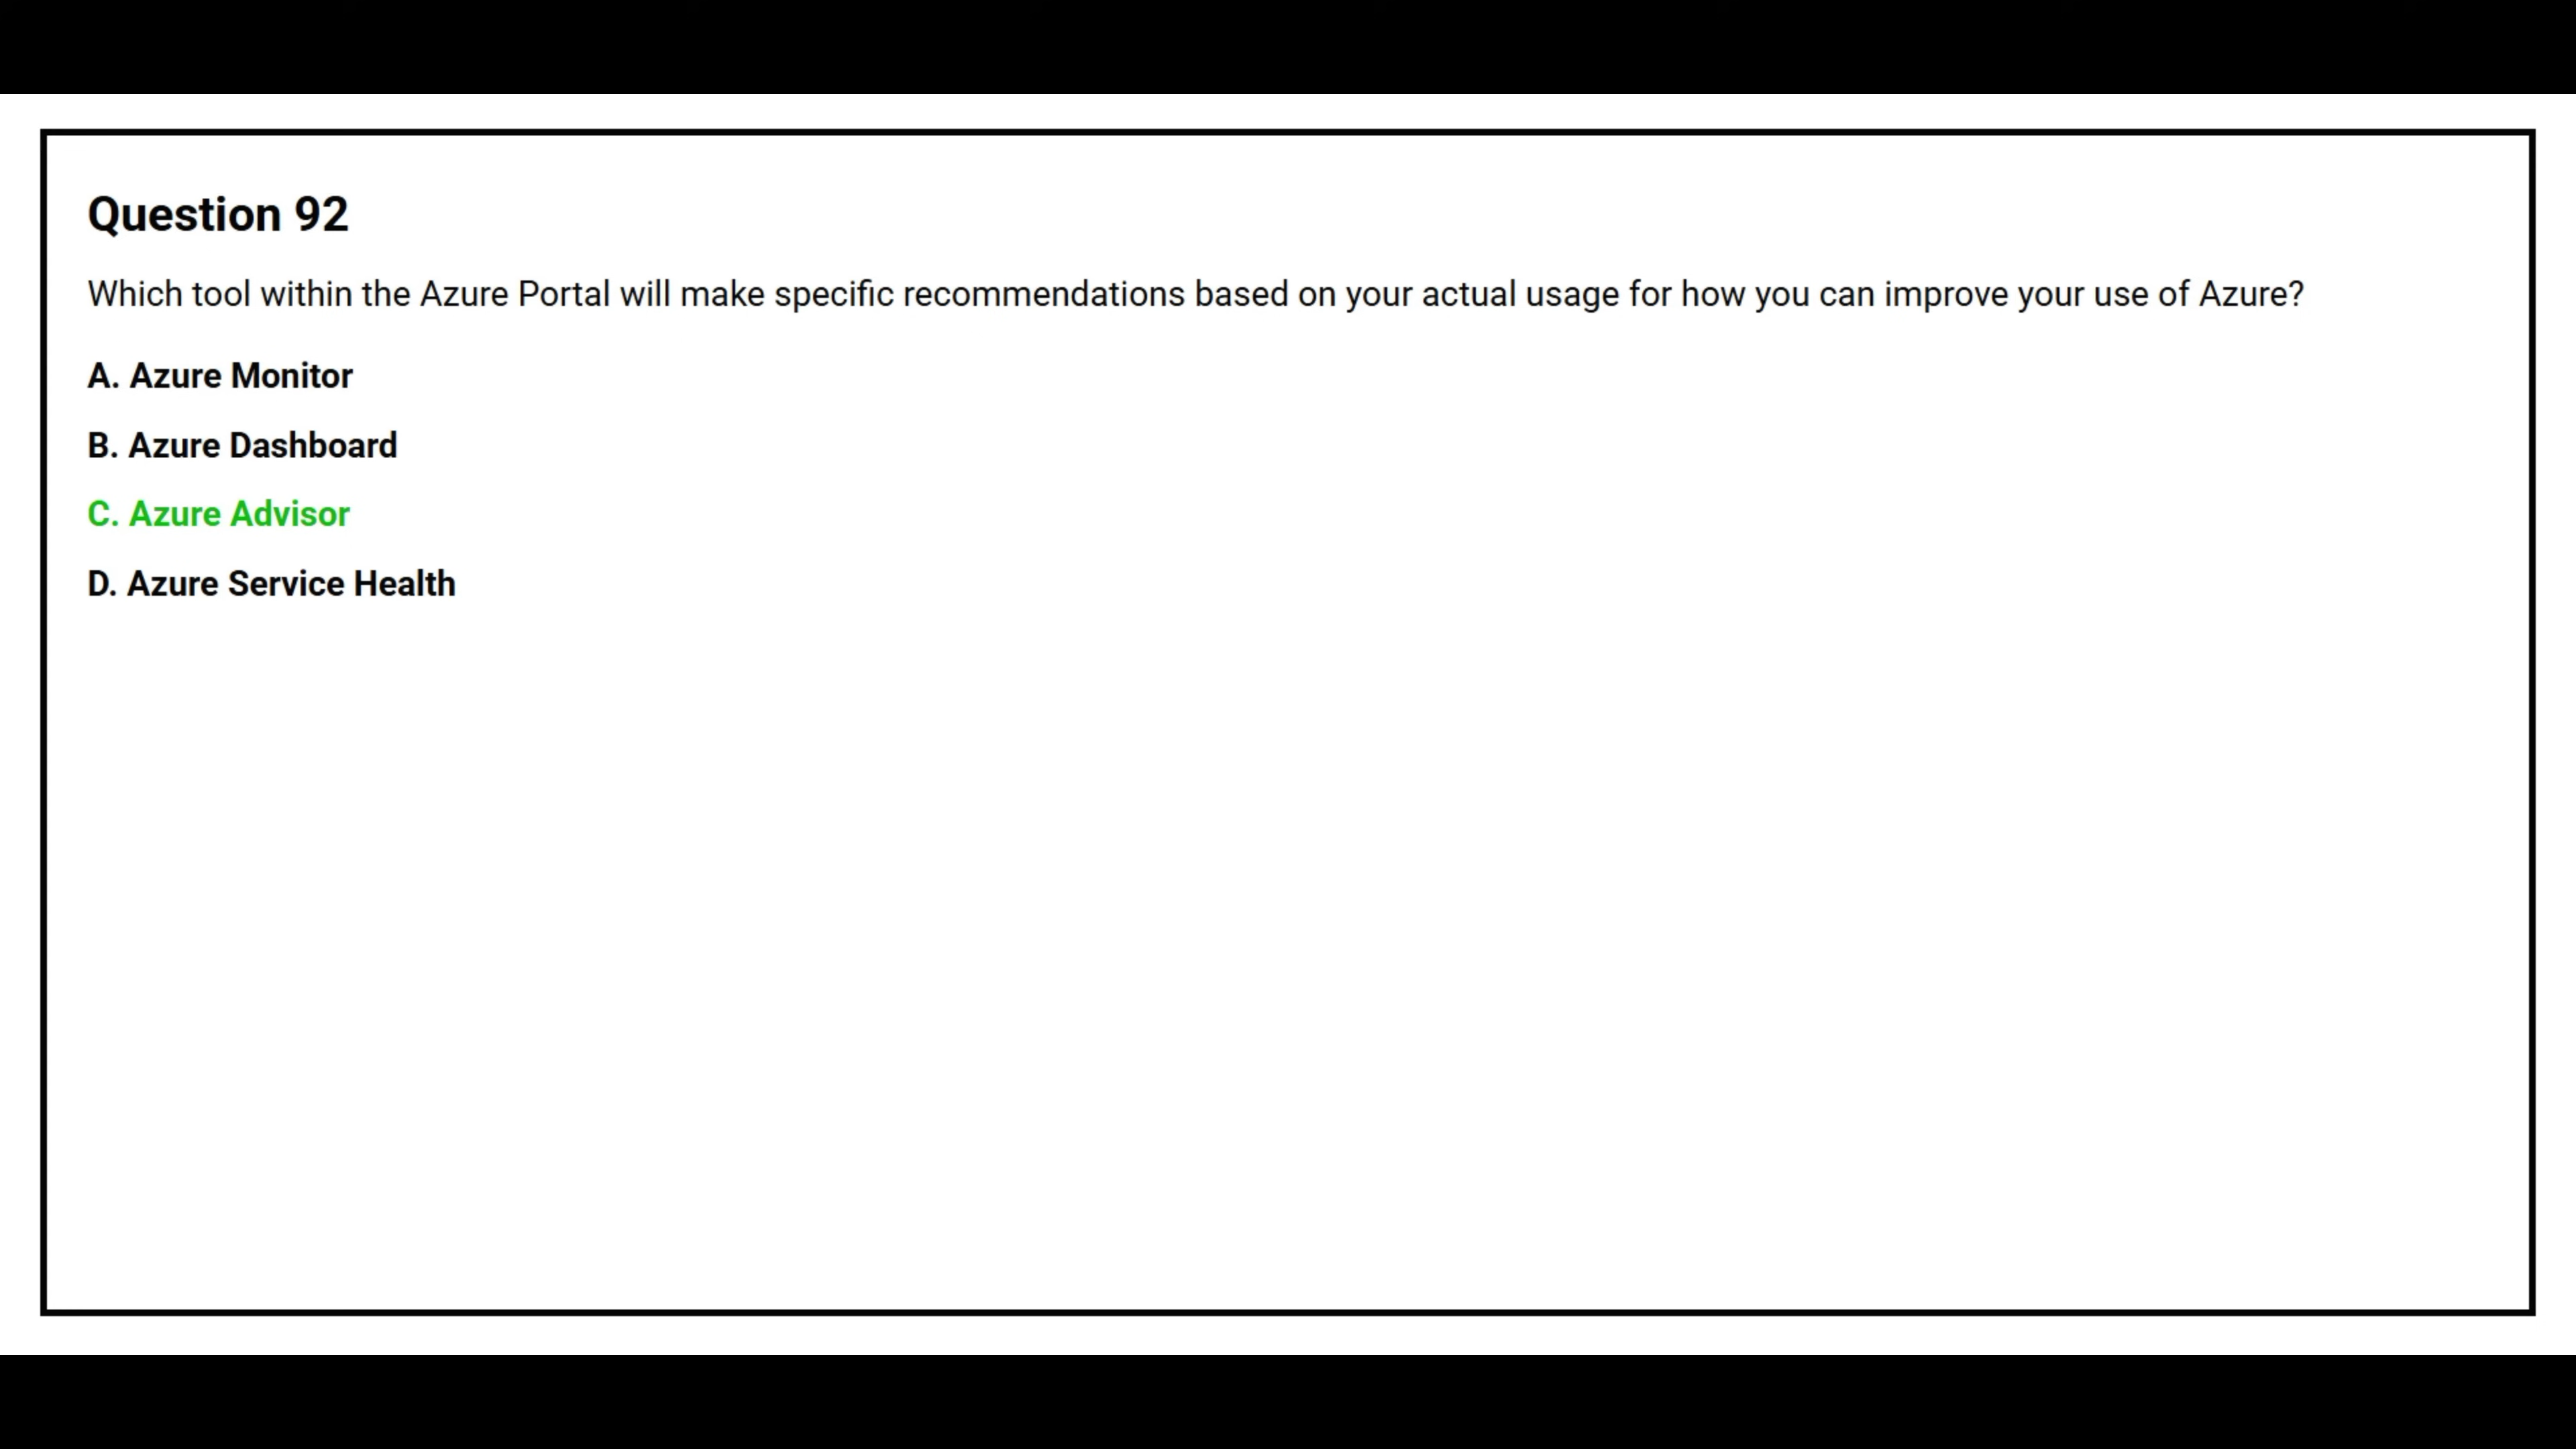 Question 92
Which tool within the Azure Portal will make specific recommendations based on your actual usage for how you can improve your use of Azure?
A. Azure Monitor
B. Azure Dashboard
C. Azure Advisor
D. Azure Service Health